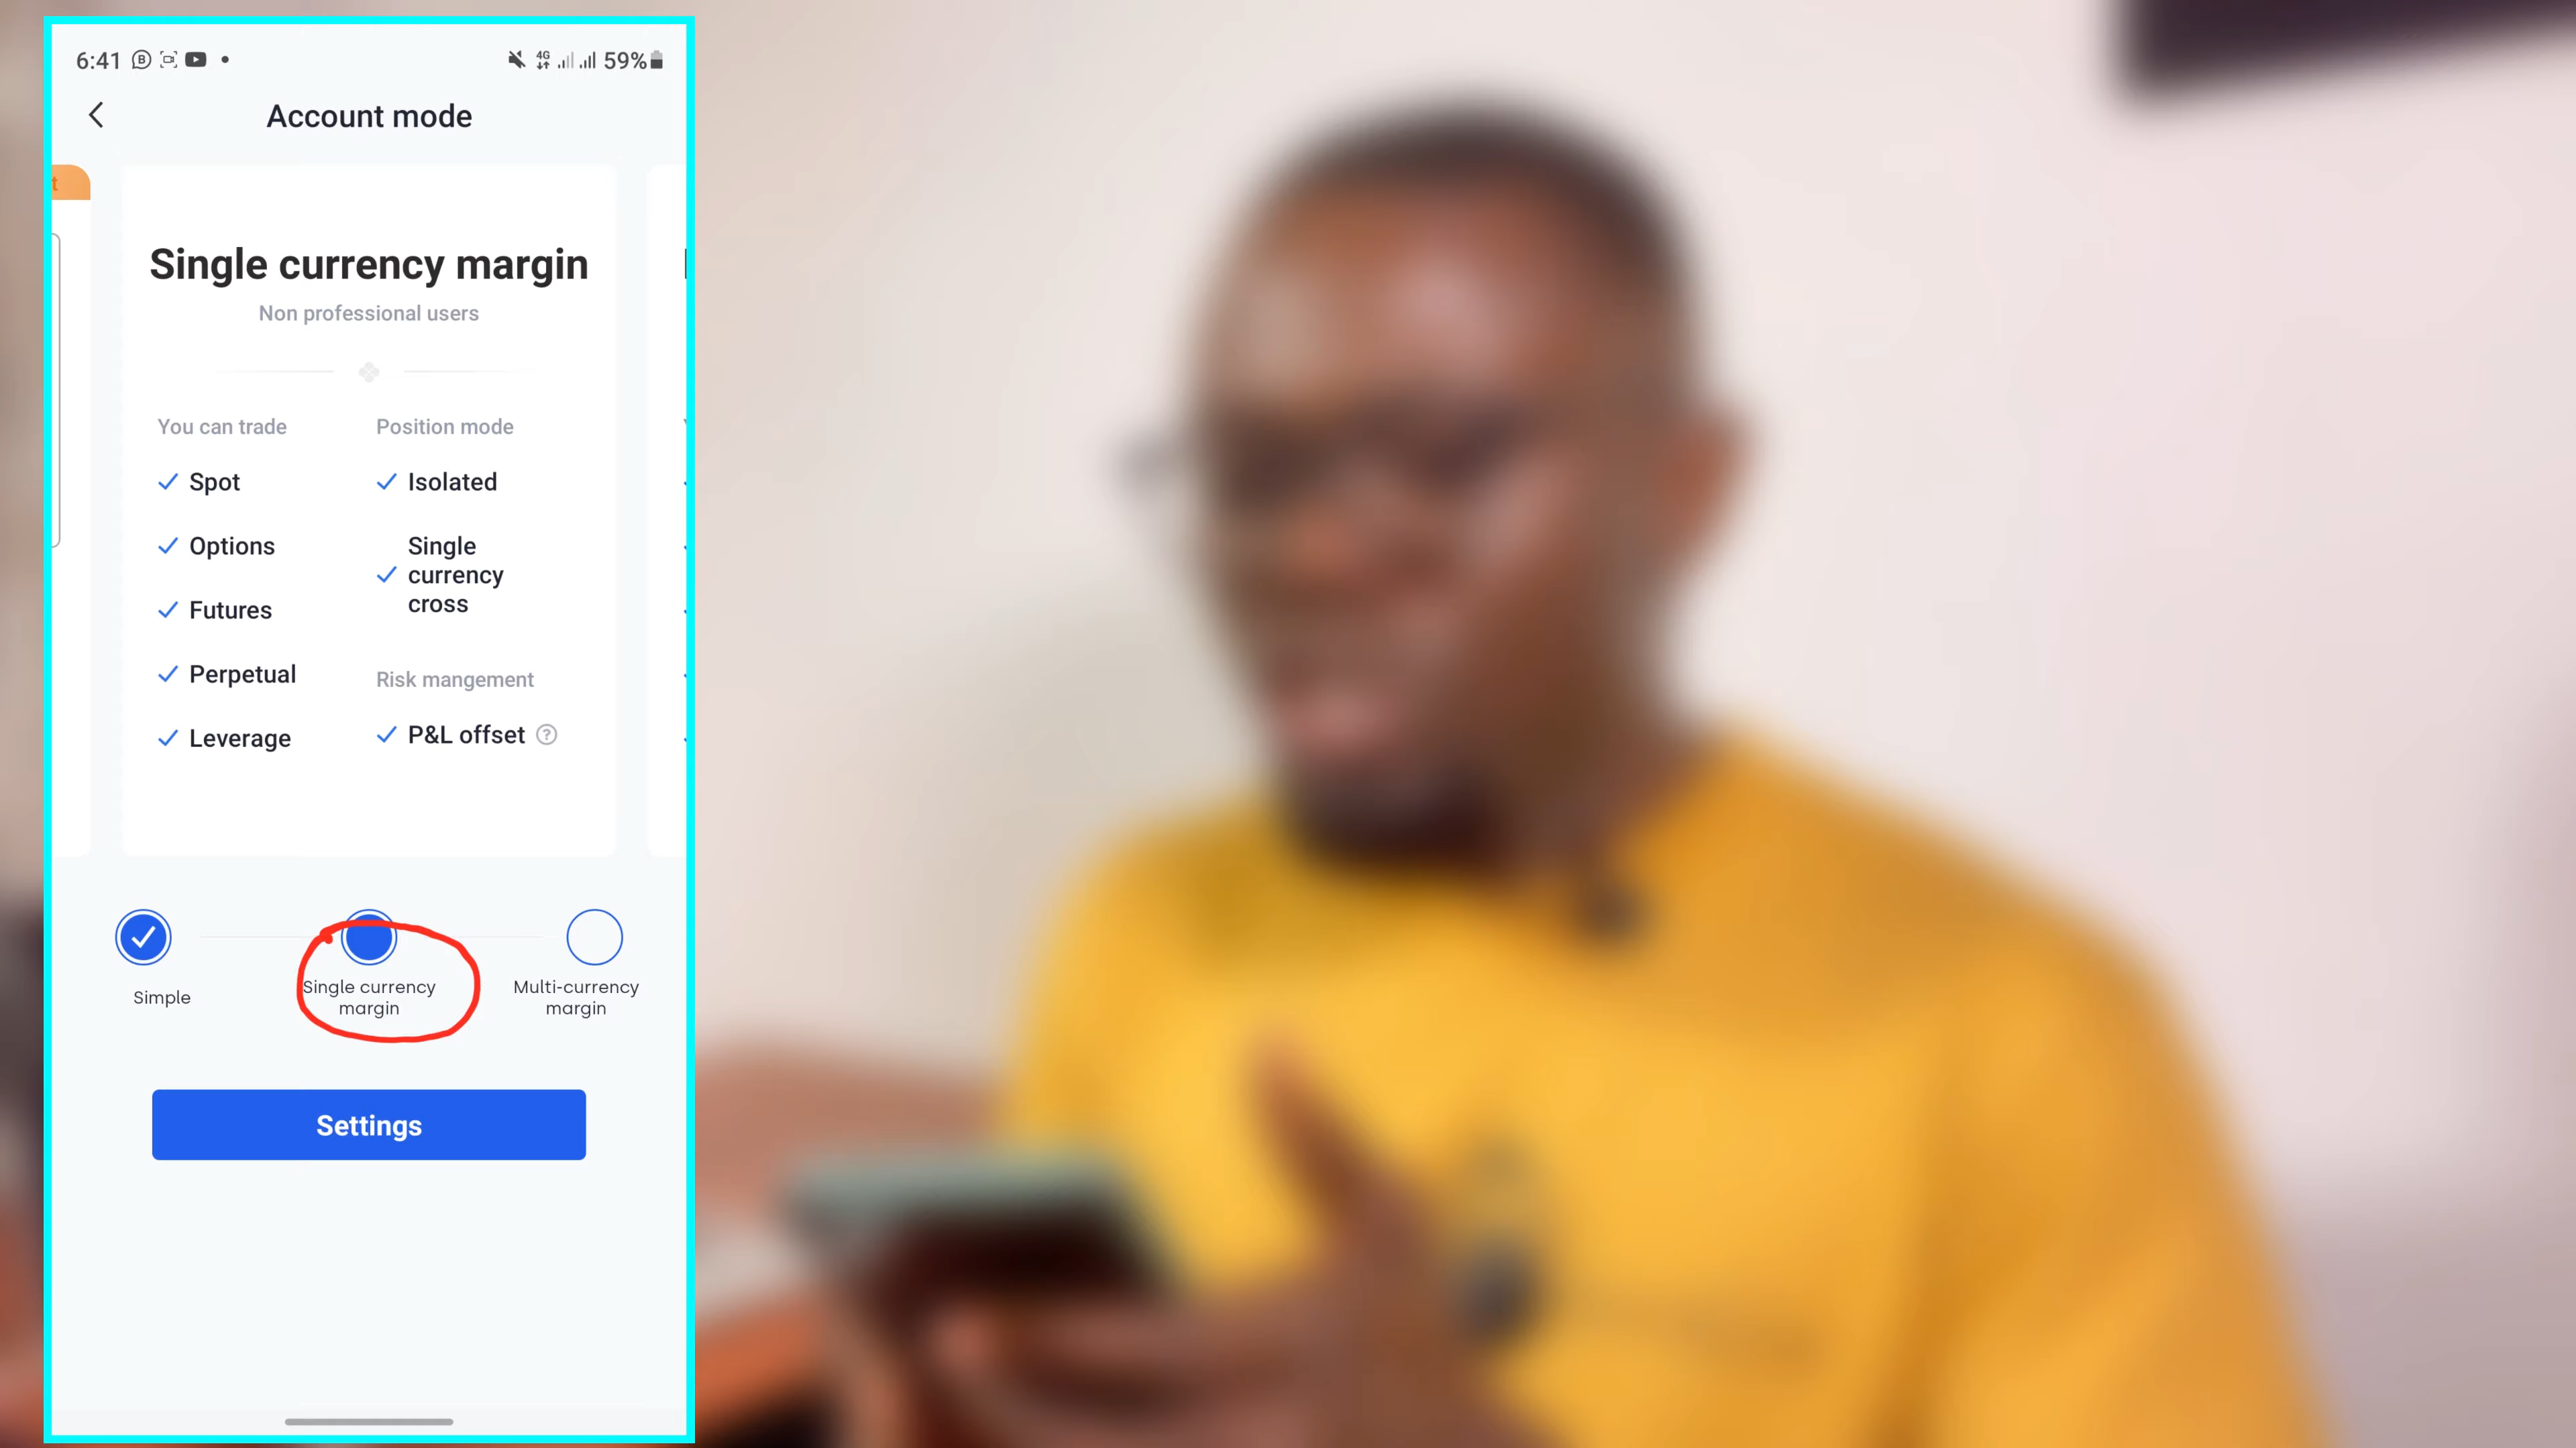 6:41
4G
59%
Account mode
t
Single currency margin
Non professional users
You can trade
Position mode
Spot
Isolated
Options
Single
currency
cross
Futures
Perpetual
Risk mangement
Leverage
P&L offset ?
Simple
Single currency
margin
Multi-currency
margin
Settings